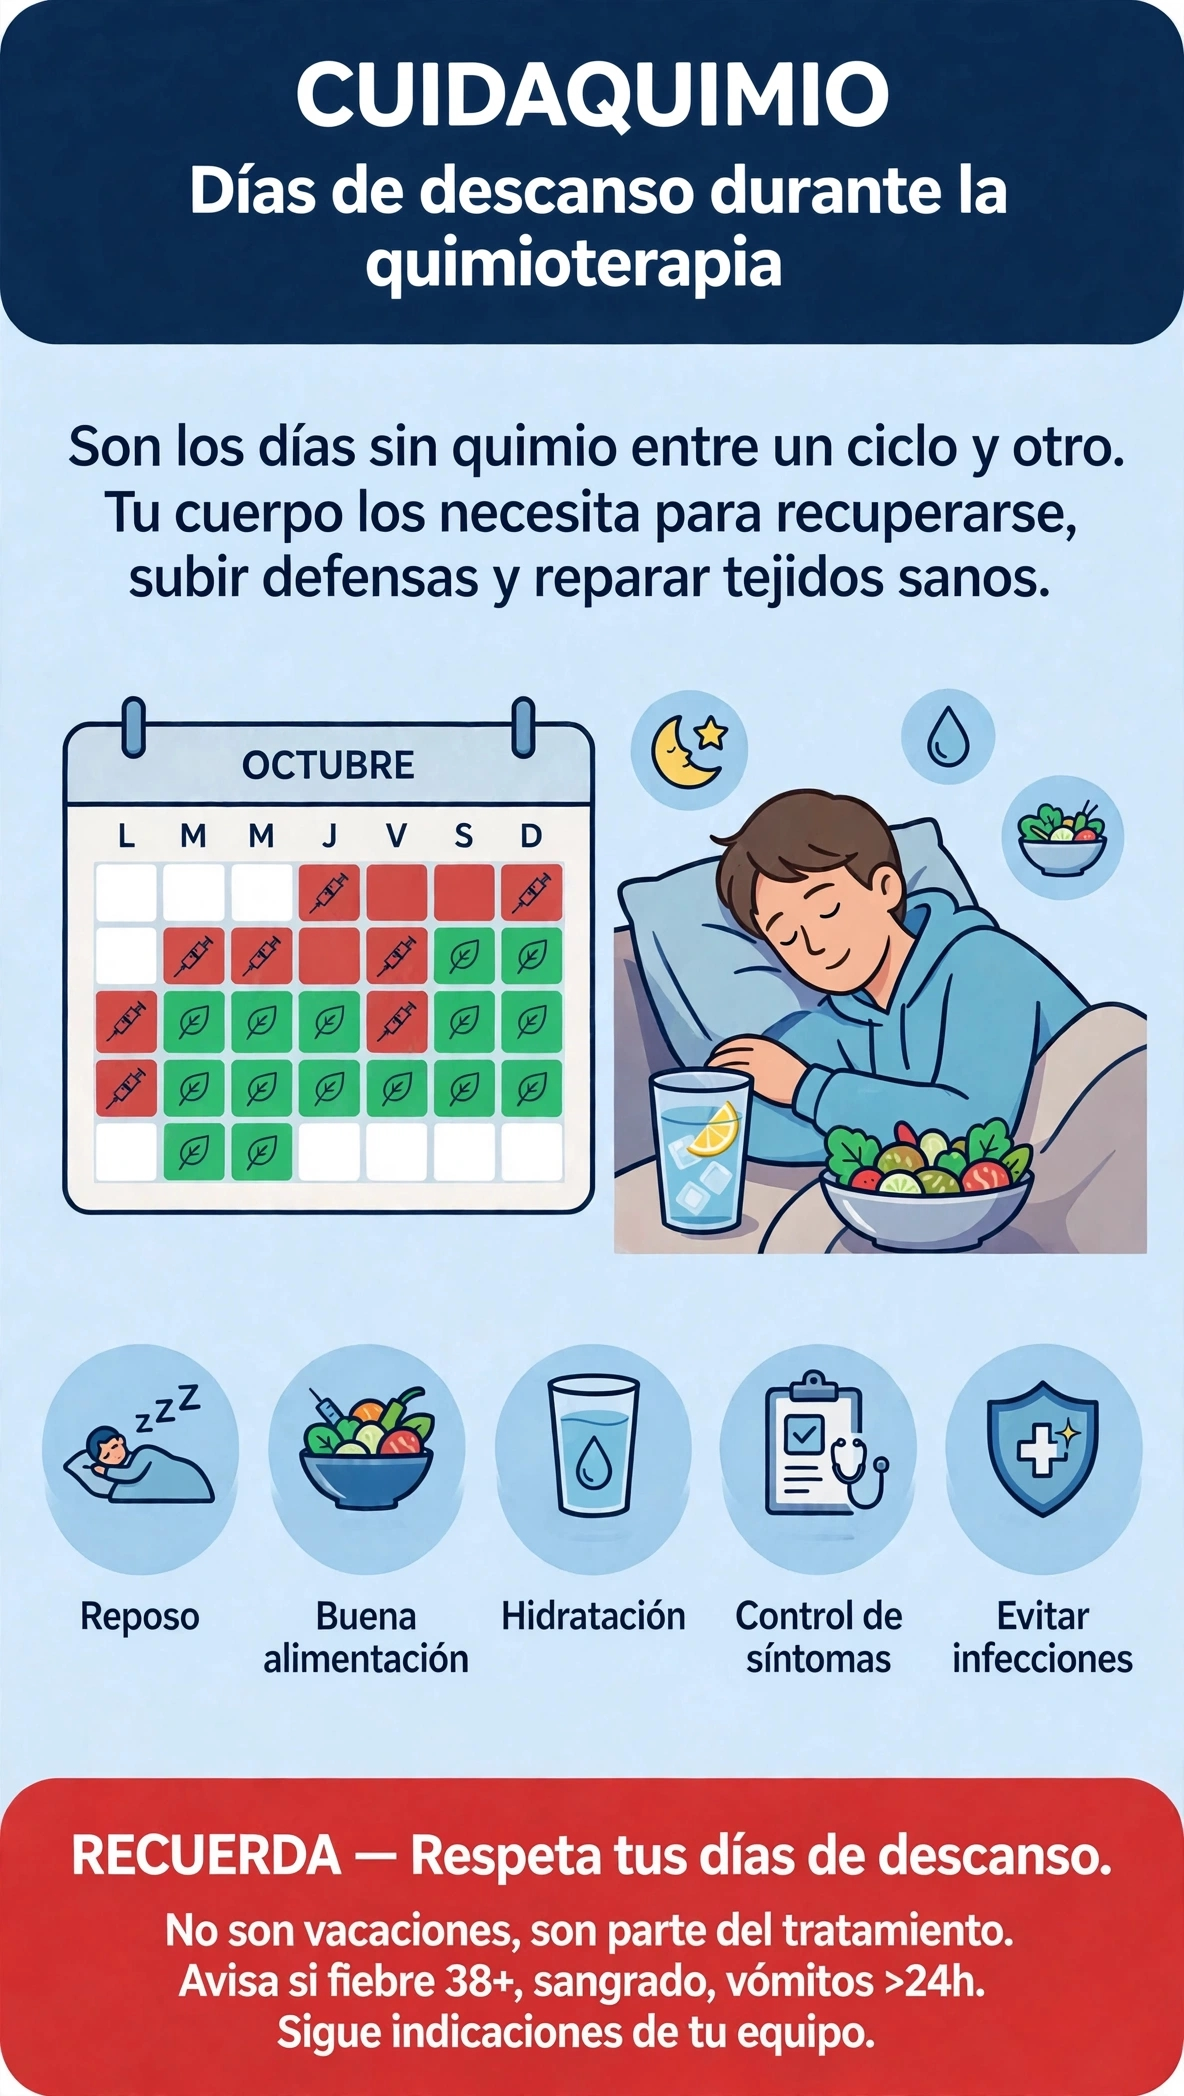 CUIDAQUIMIO
Días de descanso durante la
quimioterapia
Son los días sin quimio entre un ciclo y otro.
Tu cuerpo los necesita para recuperarse,
subir defensas y reparar tejidos sanos.
OCTUBRE
L M M J V S D
zzz
Reposo
Buena
alimentación
Hidratación
Control de
síntomas
Evitar
infecciones
RECUERDA — Respeta tus días de descanso.
No son vacaciones, son parte del tratamiento.
Avisa si fiebre 38+, sangrado, vómitos >24h.
Sigue indicaciones de tu equipo.